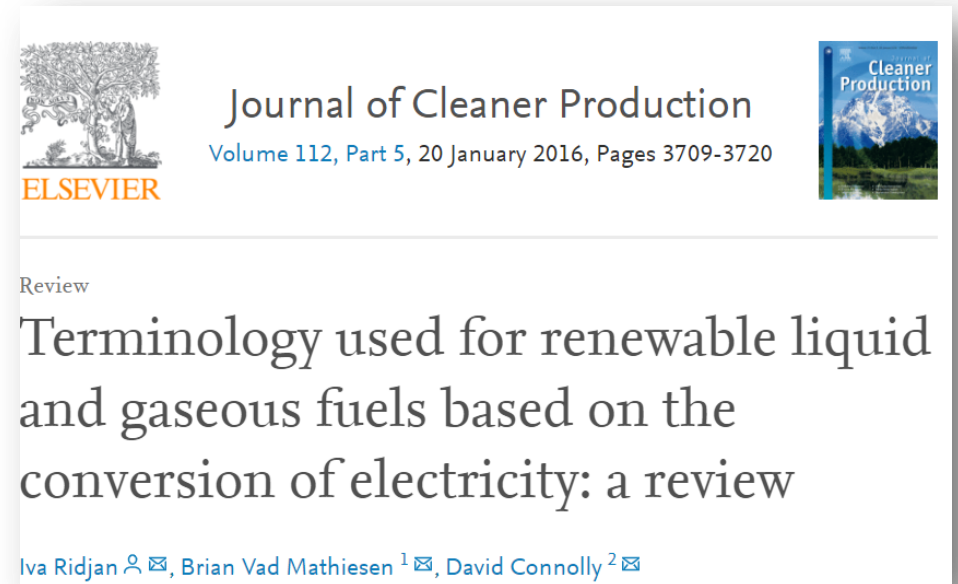 ELSEVIER
Journal of Cleaner Production
Volume 112, Part 5, 20 January 2016, Pages 3709-3720
Cleaner
Production
Review
Terminology used for renewable liquid
and gaseous fuels based on the
conversion of electricity: a review
Iva Ridjan, Brian Vad Mathiesen 1, David Connolly 2